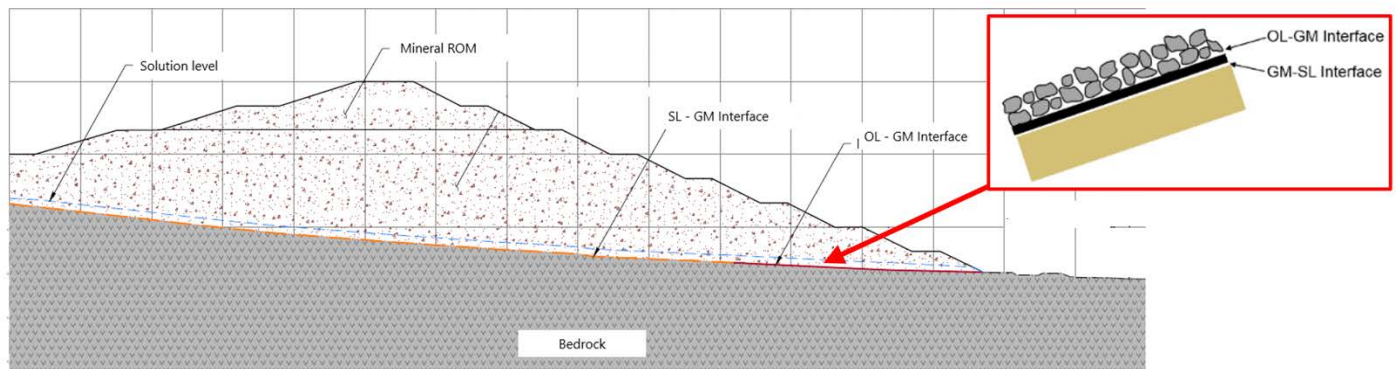 Solution level
Mineral ROM
SL - GM Interface
OL - GM Interface
OL-GM Interface
GM-SL Interface
Bedrock